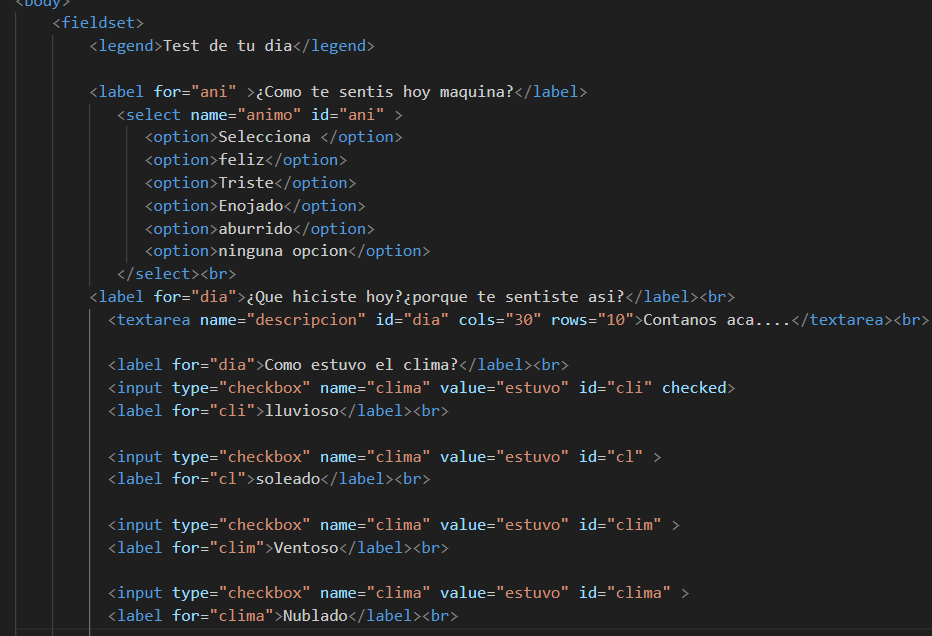 <body>
<fieldset>
<legend>Test de tu dia</legend>
<label for="ani" >¿Como te sentis hoy maquina?</label>
<select name="animo" id="ani" >
<option>Selecciona </option>
<option>feliz</option>
<option>Triste</option>
<option>Enojado</option>
<option>aburrido</option>
<option>ninguna opcion</option>
</select><br>
<label for="dia">¿Que hiciste hoy?¿porque te sentiste asi?</label><br>
<textarea name="descripcion" id="dia" cols="30" rows="10">Contanos aca....</textarea><br>
<label for="dia">Como estuvo el clima?</label><br>
<input type="checkbox" name="clima" value="estuvo" id="cli" checked>
<label for="cli">lluvioso</label><br>
<input type="checkbox" name="clima" value="estuvo" id="cl" >
<label for="cl">soleado</label><br>
<input type="checkbox" name="clima" value="estuvo" id="clim" >
<label for="clim">Ventoso</label><br>
<input type="checkbox" name="clima" value="estuvo" id="clima" >
<label for="clima">Nublado</label><br>